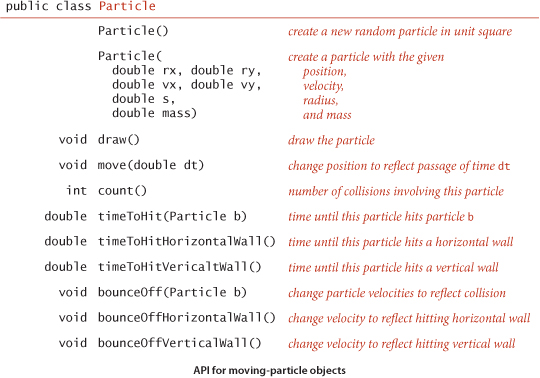 public class Particle
Particle() create a new random particle in unit square
Particle( create a particle with the given
double rx, double ry, position,
double vx, double vy, velocity,
double s, radius,
double mass) and mass
void draw() draw the particle
void move(double dt) change position to reflect passage of time dt
int count() number of collisions involving this particle
double timeToHit(Particle b) time until this particle hits particle b
double timeToHitHorizontalWall() time until this particle hits a horizontal wall
double timeToHitVericaltWall() time until this particle hits a vertical wall
void bounceOff(Particle b) change particle velocities to reflect collision
void bounceOffHorizontalWall() change velocity to reflect hitting horizontal wall
void bounceOffVerticalWall() change velocity to reflect hitting vertical wall
API for moving-particle objects